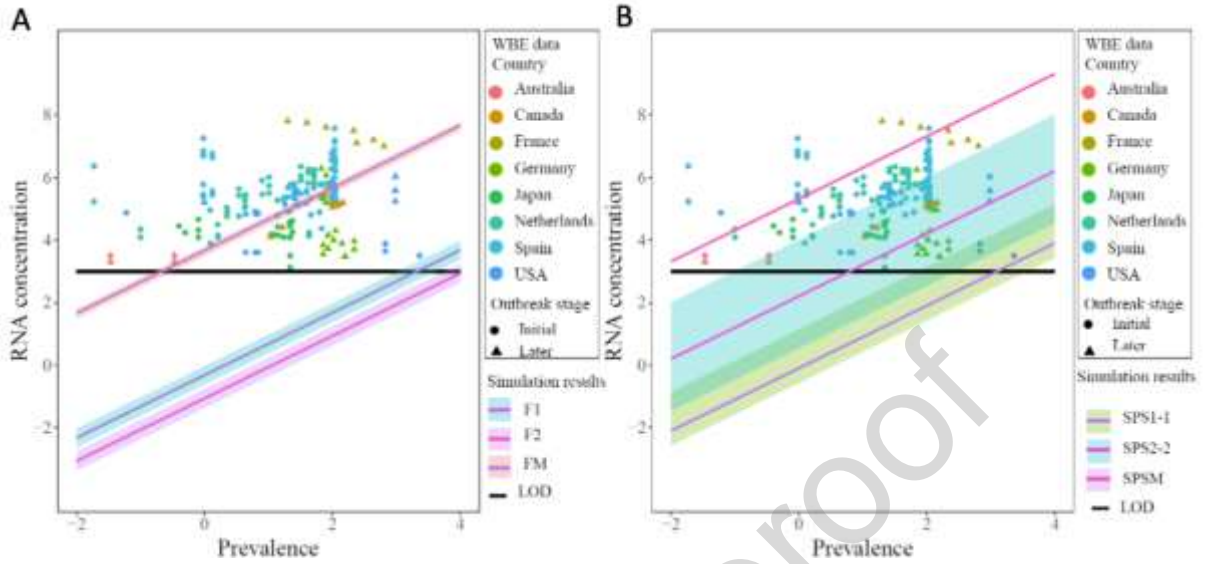 A
RNA concentration
8
6
4
2
0
−2
−2
0
2
4
Prevalence
WBE data
Country
Australia
Canada
France
Germany
Japan
Netherlands
Spain
USA
Outbreak stage
Initial
Later
Simulation results
F1
F2
FM
LOD
B
RNA concentration
8
6
4
2
0
−2
−2
0
2
4
Prevalence
WBE data
Country
Australia
Canada
France
Germany
Japan
Netherlands
Spain
USA
Outbreak stage
Initial
Later
Simulation results
SPS1-1
SPS2-2
SPSM
LOD
proof